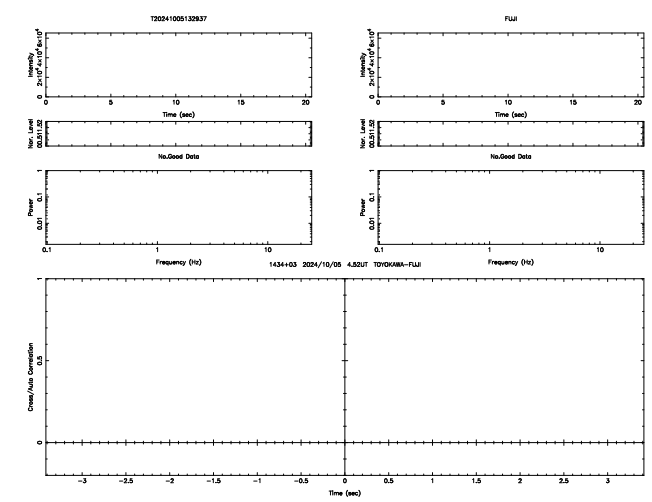 T20241005132937
FUJI
Intensity
0 2×10⁴ 4×10⁴ 6×10⁴
0 5 10 15 20
Time (sec)
Intensity
0 2×10⁴ 4×10⁴ 6×10⁴
0 5 10 15 20
Time (sec)
Nor. Level
00.511.52
No.Good Data
Nor. Level
00.511.52
No.Good Data
Power
0.01 0.1 1
0.1 1 10
Frequency (Hz)
Power
0.01 0.1 1
0.1 1 10
Frequency (Hz)
1434+03 2024/10/05 4.52UT TOYOKAWA-FUJI
Cross/Auto Correlation
0 0.5 1
-3 -2.5 -2 -1.5 -1 -0.5 0 0.5 1 1.5 2 2.5 3
Time (sec)